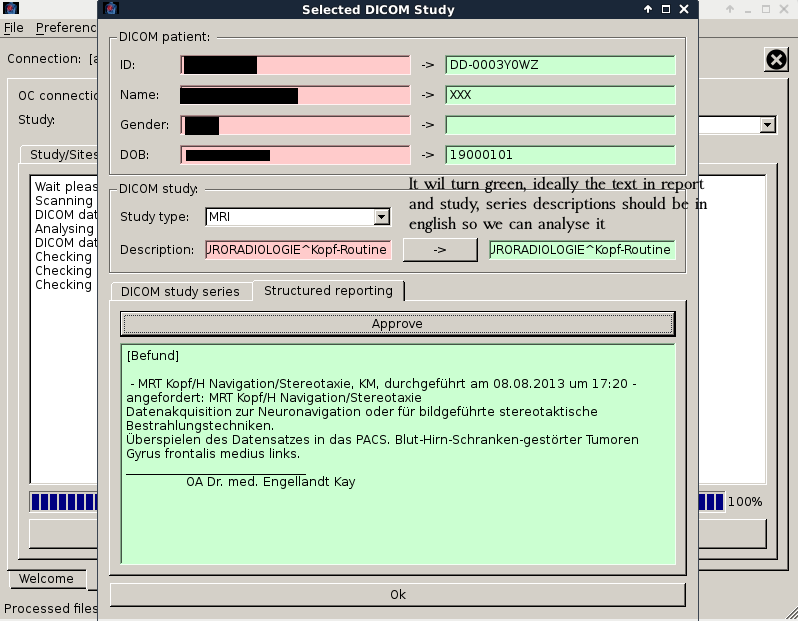 Selected DICOM Study
File Preferenc
Connection: [a
OC connectio
Study:
Study/Sites
Wait pleas
Scanning
DICOM dat
Analysing
DICOM dat
Checking
Checking
Checking
DICOM patient:
ID: -> DD-0003Y0WZ
Name: -> XXX
Gender: ->
DOB: -> 19000101
DICOM study:
It wil turn green, ideally the text in report
and study, series descriptions should be in
english so we can analyse it
Study type: MRI
Description: JRORADIOLOGIE^Kopf-Routine -> JRORADIOLOGIE^Kopf-Routine
DICOM study series Structured reporting
Approve
[Befund]
- MRT Kopf/H Navigation/Stereotaxie, KM, durchgeführt am 08.08.2013 um 17:20 -
angefordert: MRT Kopf/H Navigation/Stereotaxie
Datenakquisition zur Neuronavigation oder für bildgeführte stereotaktische
Bestrahlungstechniken.
Überspielen des Datensatzes in das PACS. Blut-Hirn-Schranken-gestörter Tumoren
Gyrus frontalis medius links.
OA Dr. med. Engellandt Kay
100%
Ok
Welcome
Processed files